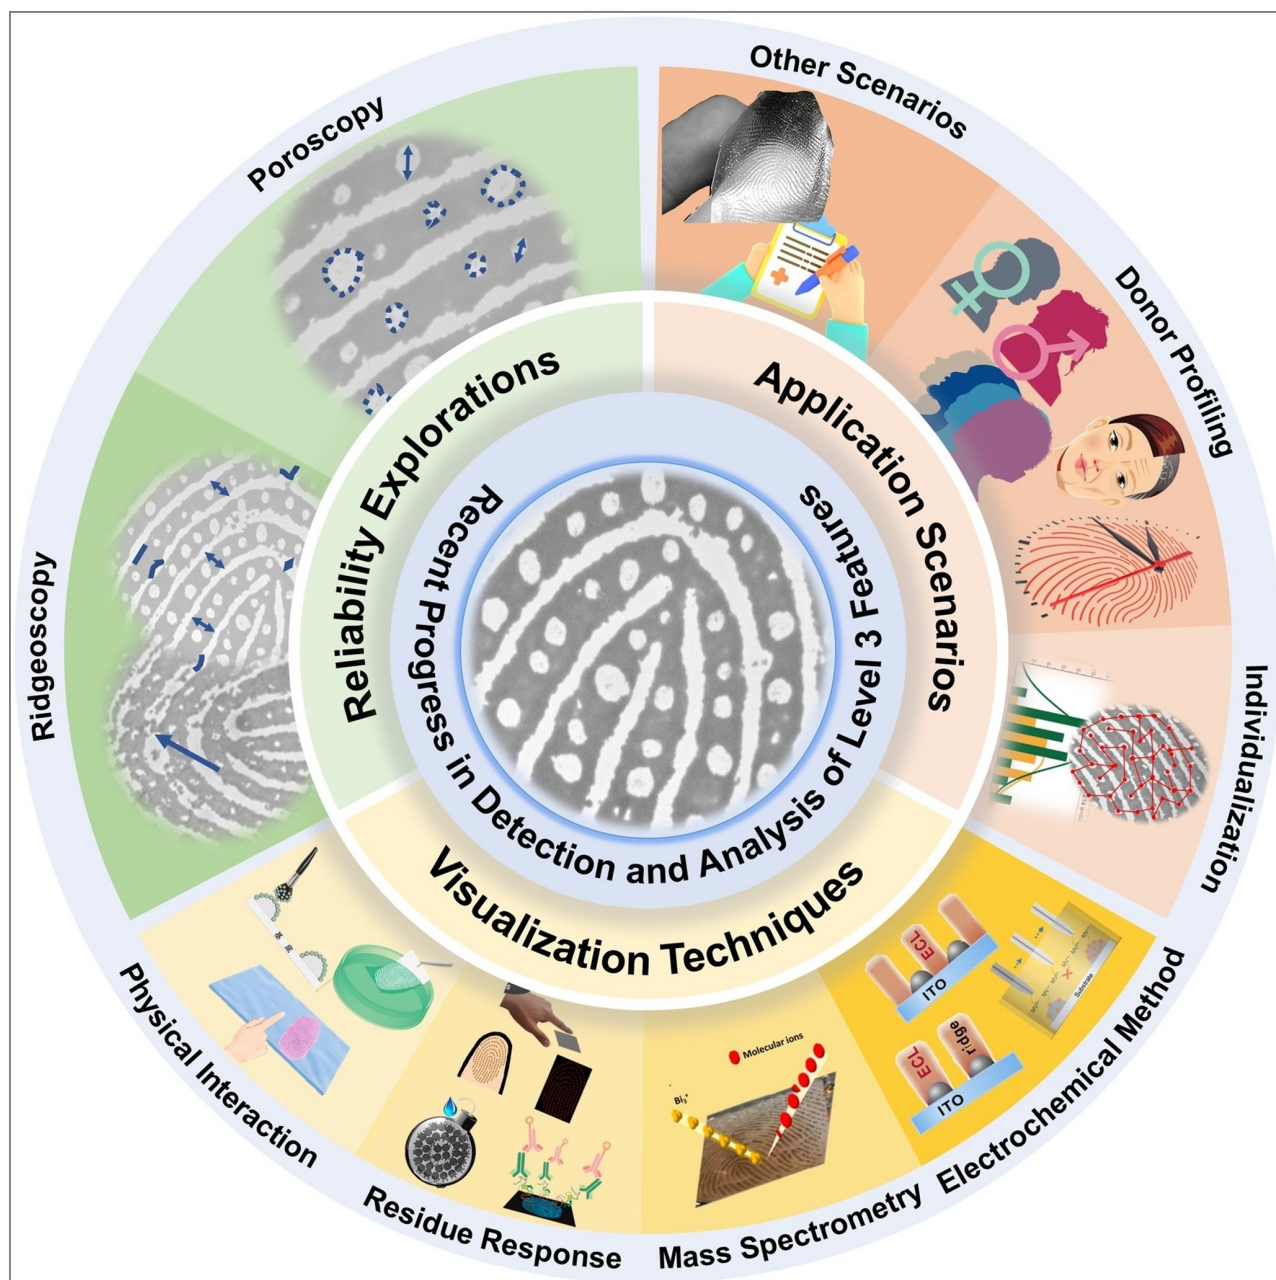 Other Scenarios
Poroscopy
Donor Profiling
Reliability Explorations
Application Scenarios
Recent Progress in Detection and Analysis of Level 3 Features
Ridgeoscopy
Individualization
Visualization Techniques
Physical Interaction
Residue Response
Mass Spectrometry
Electrochemical Method
Molecular ions
Bi₃⁺
ECL
ITO
ECL
ridge
ITO
Substrate